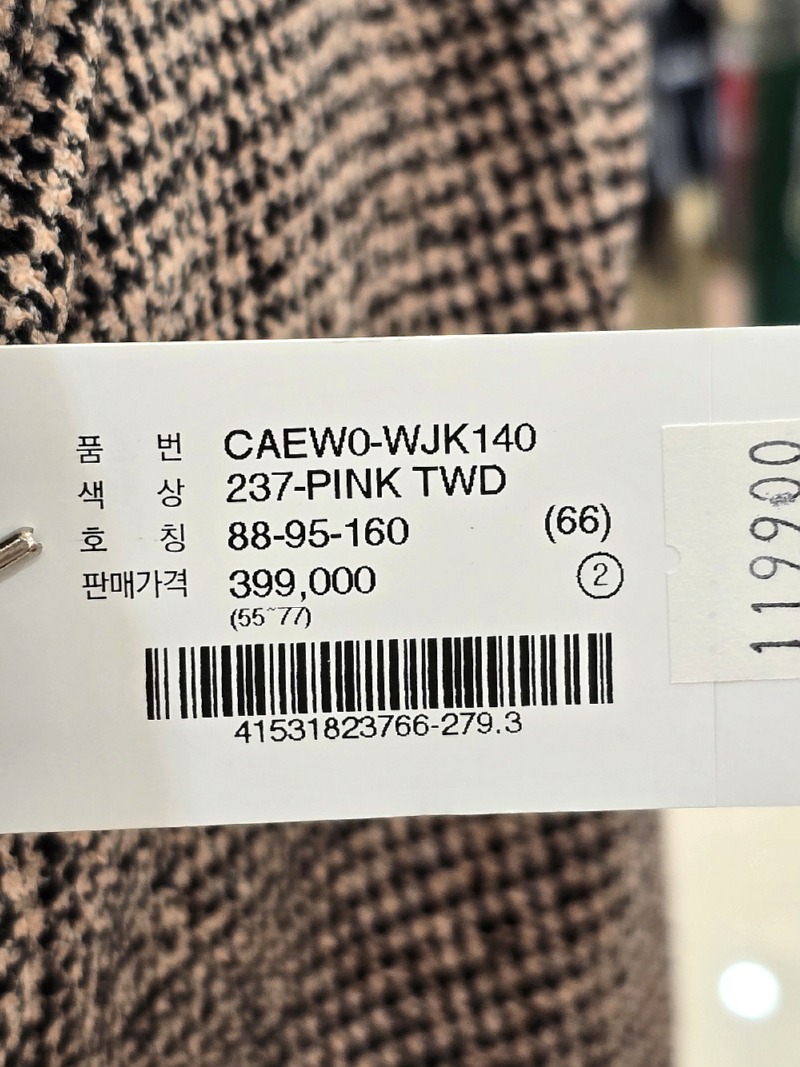 품 번 CAEW0-WJK140
색 상 237-PINK TWD
호 칭 88-95-160 (66)
판매가격 399,000 ②
(55~77)
41531823766-279.3
119900